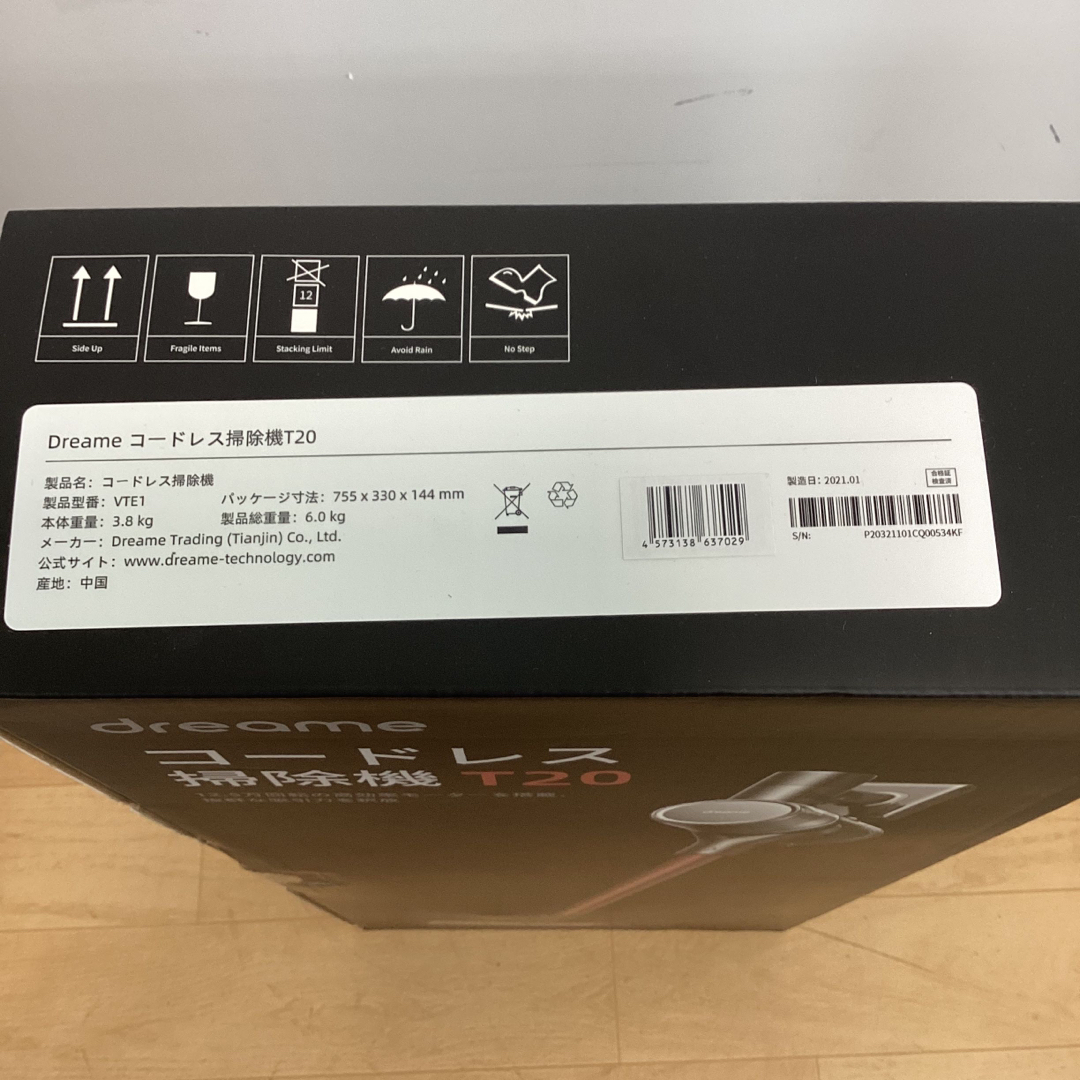 12
Side Up
Fragile Items
Stacking Limit
Avoid Rain
No Step
Dreame コードレス掃除機T20
製品名：コードレス掃除機
製品型番：VTE1
パッケージ寸法：755 x 330 x 144 mm
本体重量：3.8 kg
製品総重量：6.0 kg
メーカー：Dreame Trading (Tianjin) Co., Ltd.
公式サイト：www.dreame-technology.com
産地：中国
4 573138 637029
製造日：2021.01
合格証
検査済
S/N:
P20321101CQ00534KF
dreame
コードレス
掃除機 T20